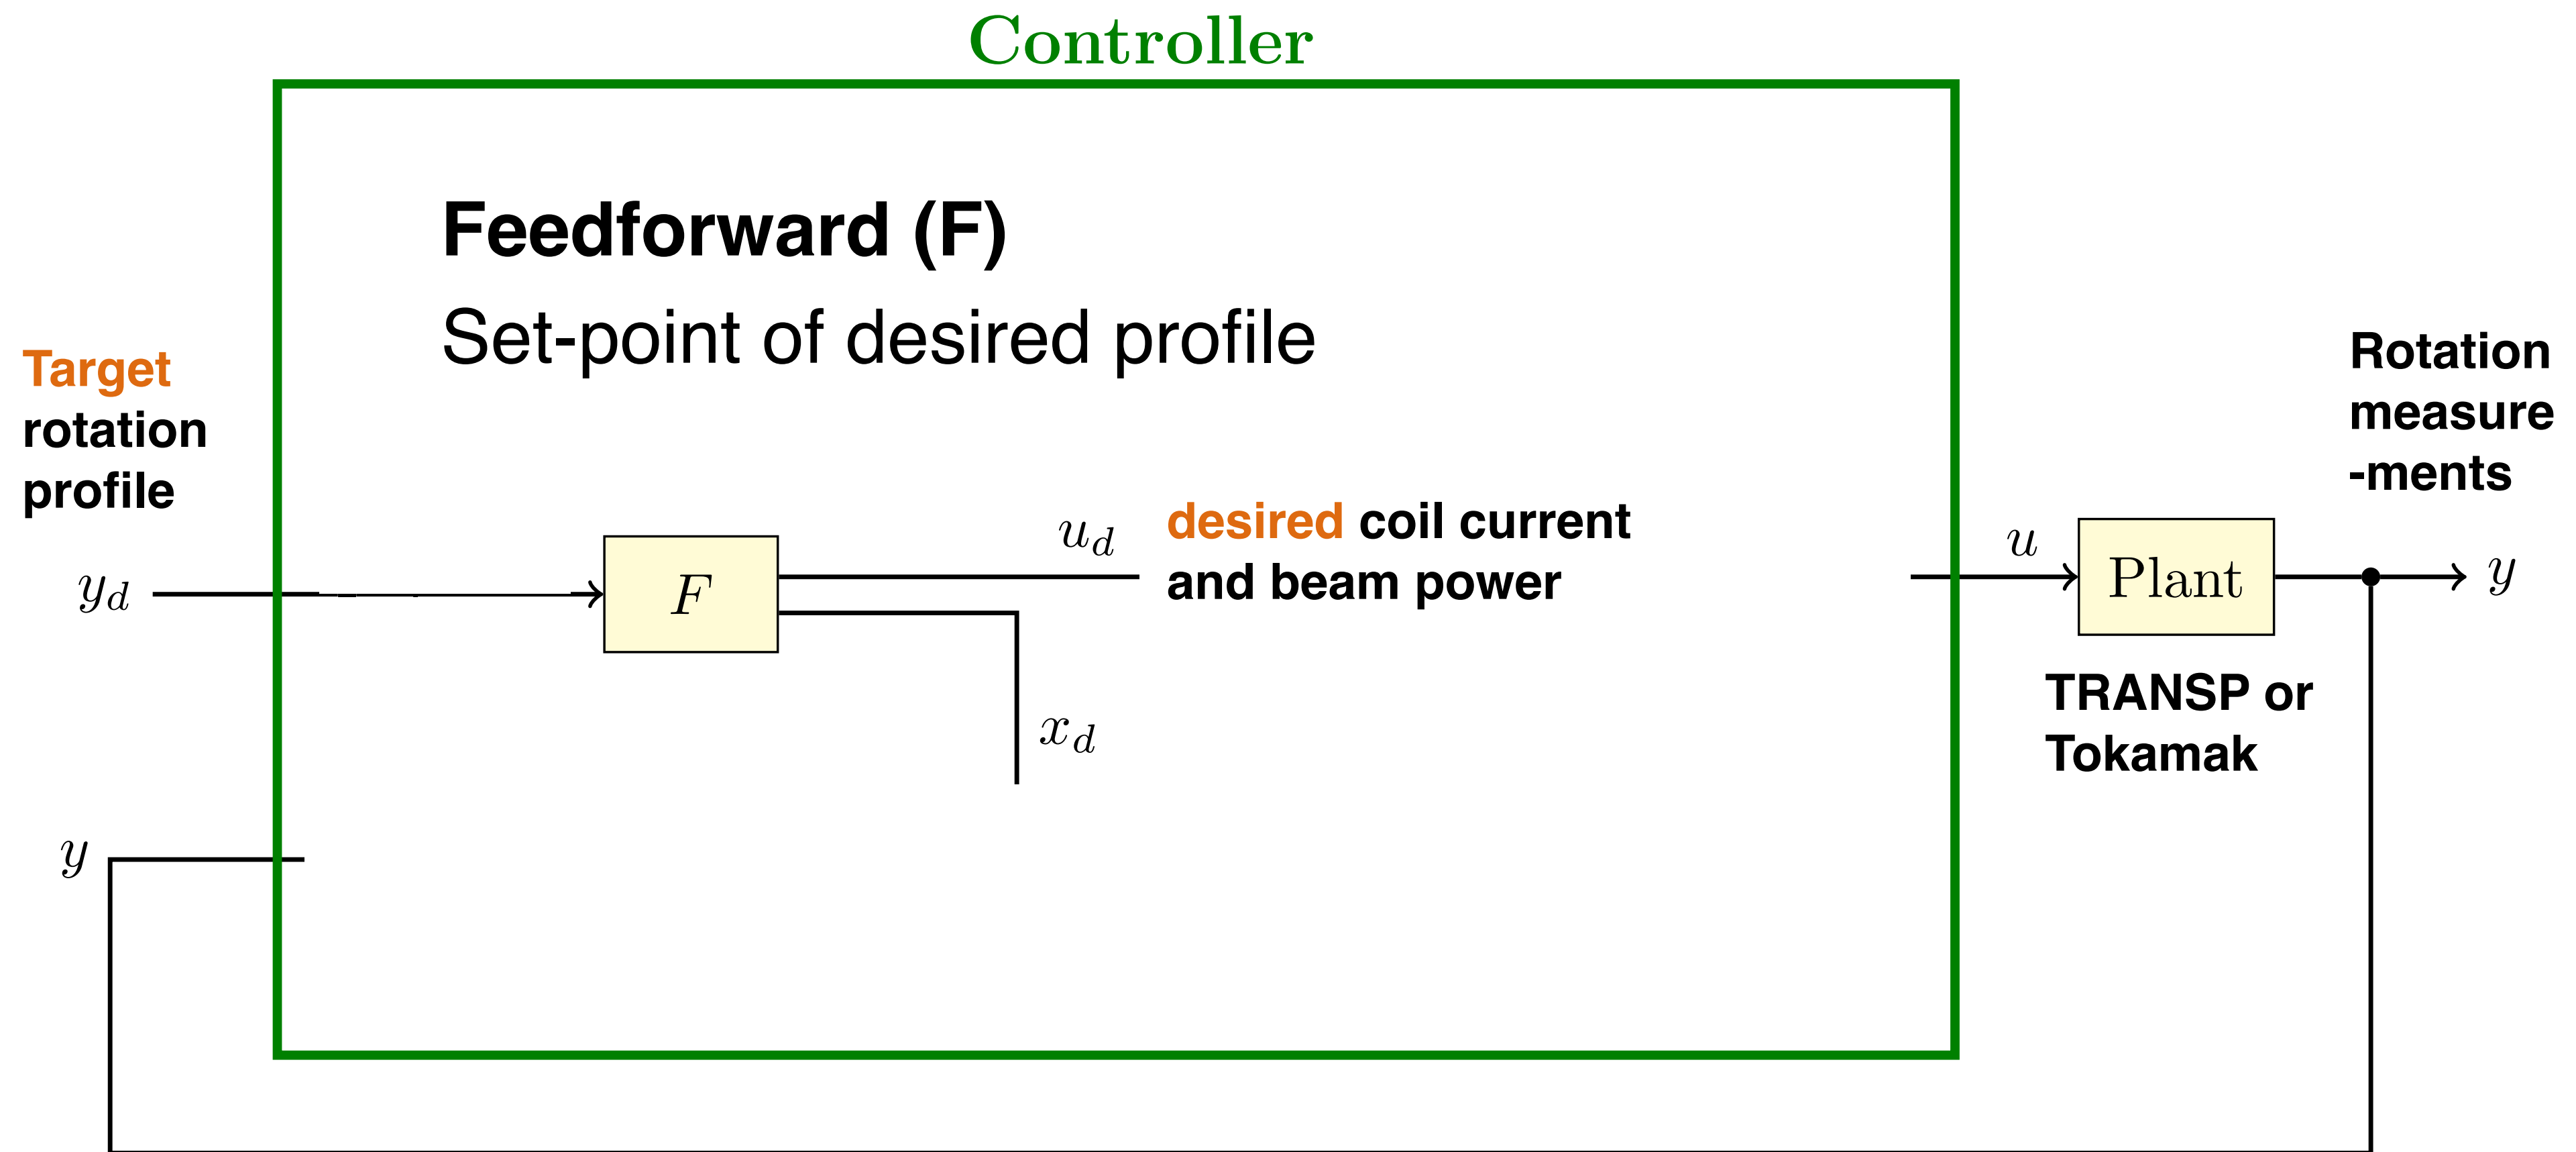 Controller
Feedforward (F)
Set-point of desired profile
Target
rotation
profile
Rotation
measure
-ments
y_d
F
u_d
desired coil current
and beam power
u
Plant
y
x_d
TRANSP or
Tokamak
y